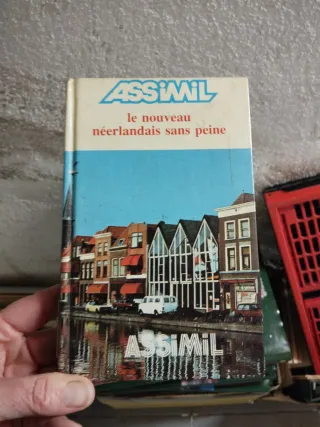 ASSiMiL
le nouveau
néerlandais sans peine
ASSiMiL